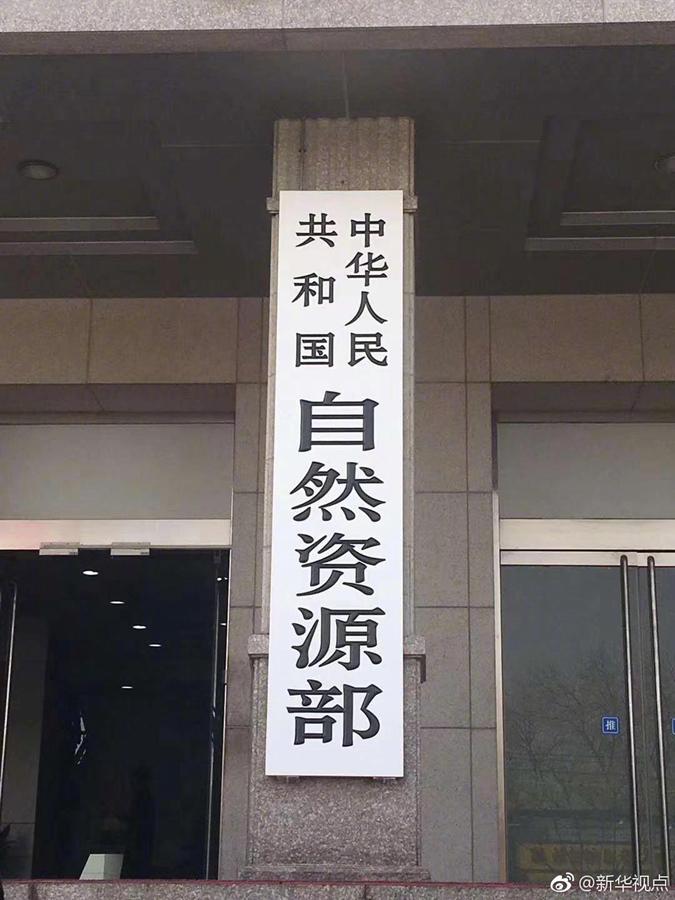 中华人民
共和国
自然资源部
推
@新华视点